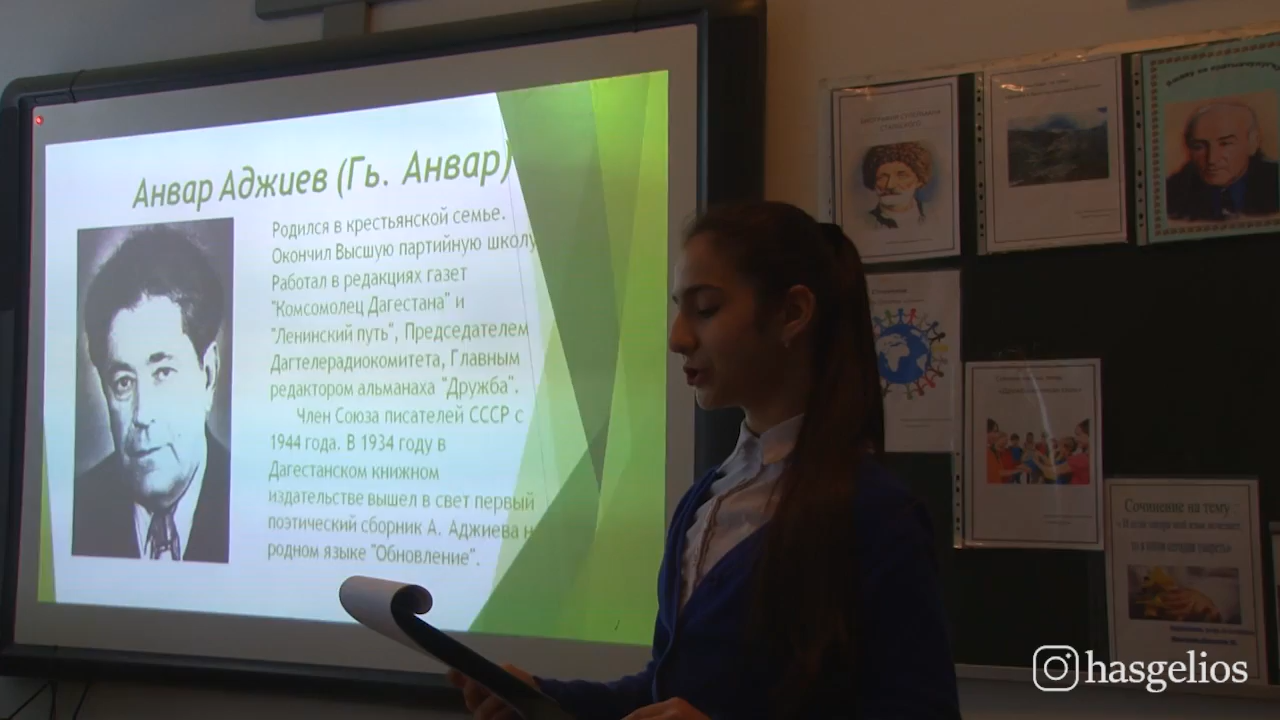 Анвар Аджиев (Гь. Анвар)
Родился в крестьянской семье.
Окончил Высшую партийную школу
Работал в редакциях газет
"Комсомолец Дагестана" и
"Ленинский путь", Председателем
Дагтелерадиокомитета, Главным
редактором альманаха "Дружба".
Член Союза писателей СССР с
1944 года. В 1934 году в
Дагестанском книжном
издательстве вышел в свет первый
поэтический сборник А. Аджиева н
родном языке "Обновление".
Сочинение на тему
hasgelios